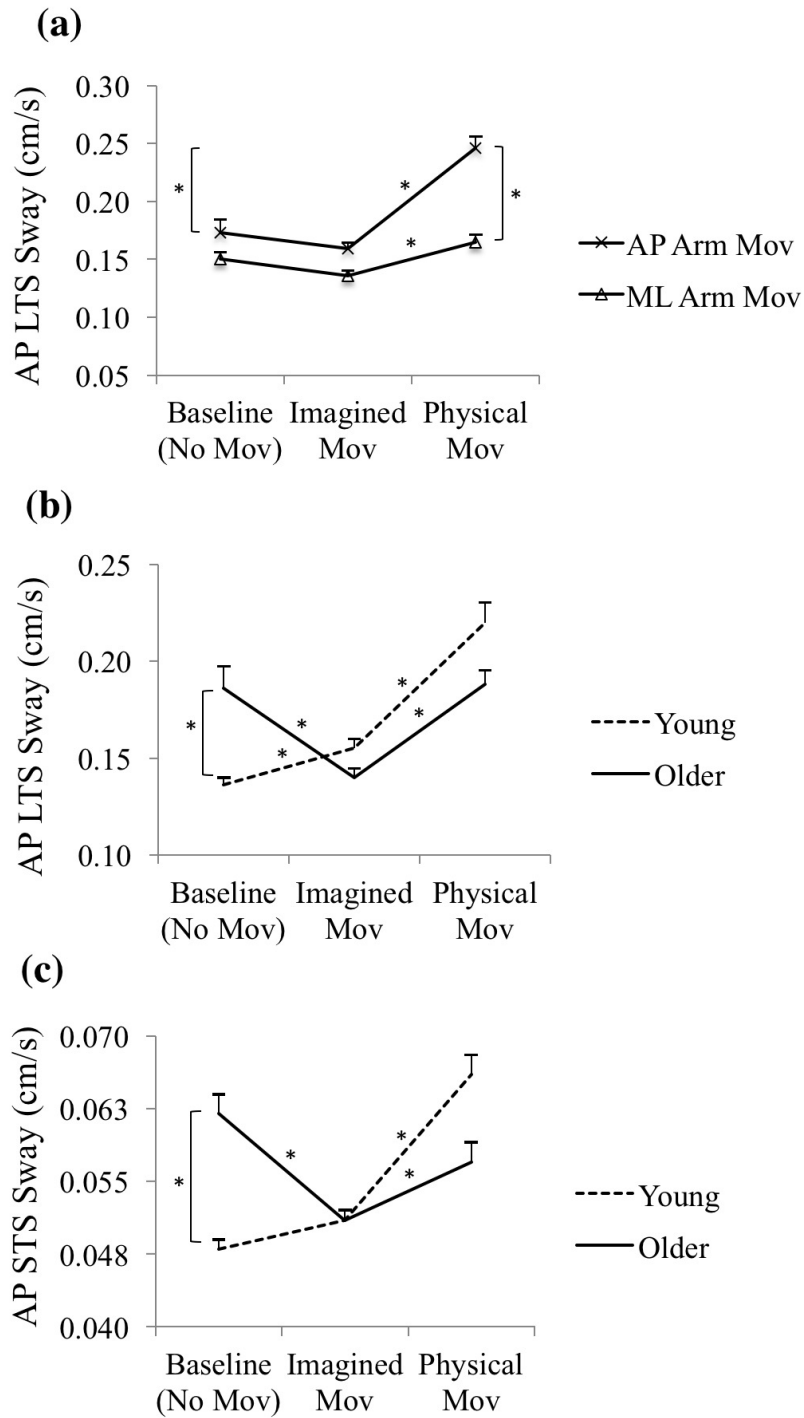 (a)
AP LTS Sway (cm/s)
0.30
0.25
0.20
0.15
0.10
0.05
*
*
*
*
Baseline
(No Mov)
Imagined
Mov
Physical
Mov
AP Arm Mov
ML Arm Mov
(b)
AP LTS Sway (cm/s)
0.25
0.20
0.15
0.10
*
*
*
*
*
Baseline
(No Mov)
Imagined
Mov
Physical
Mov
Young
Older
(c)
AP STS Sway (cm/s)
0.070
0.063
0.055
0.048
0.040
*
*
*
*
Baseline
(No Mov)
Imagined
Mov
Physical
Mov
Young
Older